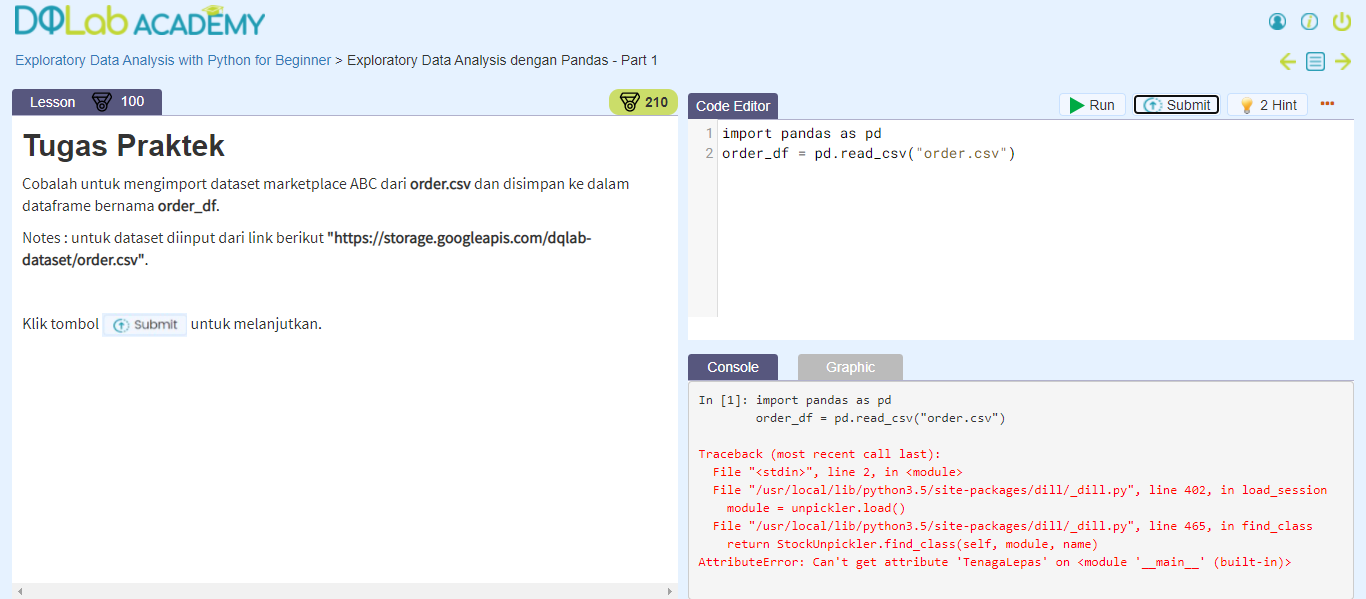 DQLab ACADEMY
Exploratory Data Analysis with Python for Beginner > Exploratory Data Analysis dengan Pandas - Part 1
Lesson 100
210
Tugas Praktek
Cobalah untuk mengimport dataset marketplace ABC dari order.csv dan disimpan ke dalam
dataframe bernama order_df.
Notes : untuk dataset diinput dari link berikut "https://storage.googleapis.com/dqlab-
dataset/order.csv".
Klik tombol Submit untuk melanjutkan.
Code Editor
Run
Submit
2 Hint
1 import pandas as pd
2 order_df = pd.read_csv("order.csv")
Console
Graphic
In [1]: import pandas as pd
order_df = pd.read_csv("order.csv")
Traceback (most recent call last):
File "<stdin>", line 2, in <module>
File "/usr/local/lib/python3.5/site-packages/dill/_dill.py", line 402, in load_session
module = unpickler.load()
File "/usr/local/lib/python3.5/site-packages/dill/_dill.py", line 465, in find_class
return StockUnpickler.find_class(self, module, name)
AttributeError: Can't get attribute 'TenagaLepas' on <module '__main__' (built-in)>